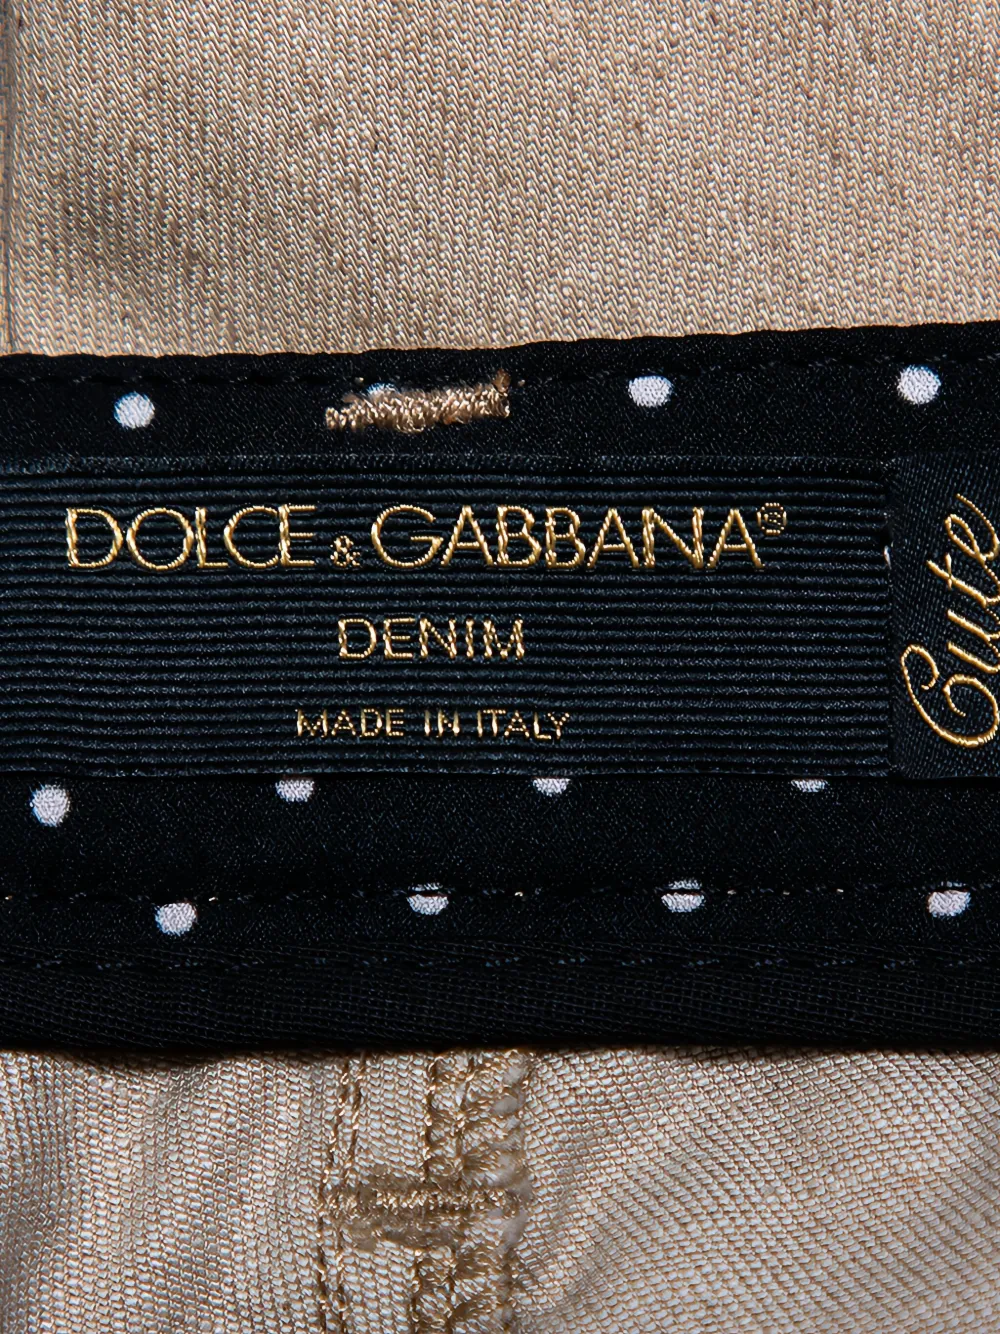 DOLCE & GABBANA®
DENIM
MADE IN ITALY
Cute